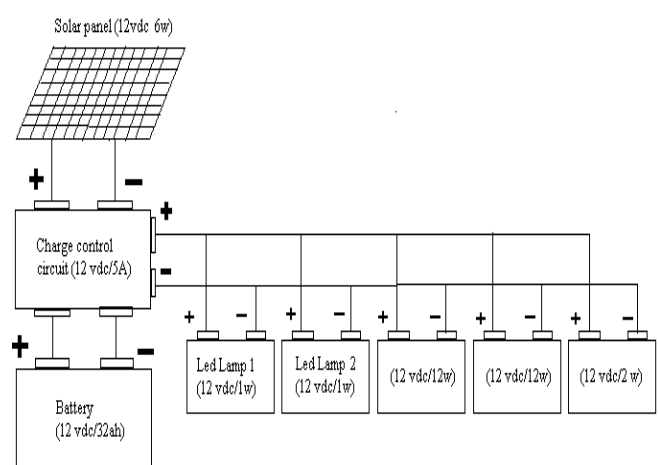 Solar panel (12vdc 6w)
+ −
+
Charge control
circuit (12 vdc/5A)
−
+ −
Battery
(12 vdc/32ah)
+ − + − + − + − + −
Led Lamp 1
(12 vdc/1w)
Led Lamp 2
(12 vdc/1w)
(12 vdc/12w)
(12 vdc/12w)
(12 vdc/2 w)